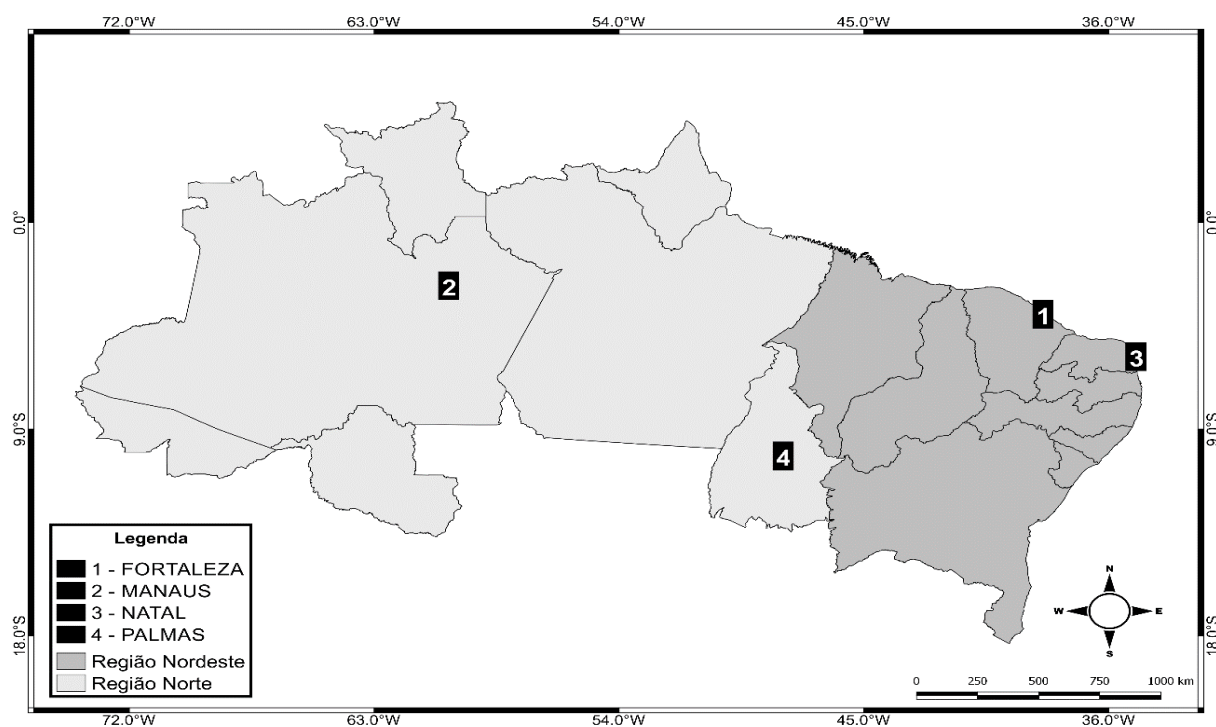 72.0°W 63.0°W 54.0°W 45.0°W 36.0°W
0.0° 0.0°
2
1
3
9.0°S 9.0°S
4
Legenda
1 - FORTALEZA
2 - MANAUS
3 - NATAL
4 - PALMAS
Região Nordeste
Região Norte
N
W E
S
18.0°S 18.0°S
0 250 500 750 1000 km
72.0°W 63.0°W 54.0°W 45.0°W 36.0°W